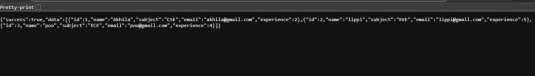 Pretty-print
{"success":true,"data":[{"id":1,"name":"Akhila","subject":"CSE","email":"akhila@gmail.com","experience":2},{"id":2,"name":"lippi","subject":"EEE","email":"lippi@gmail.com","experience":5},
{"id":3,"name":"poo","subject":"ECE","email":"poo@gmail.com","experience":4}]}